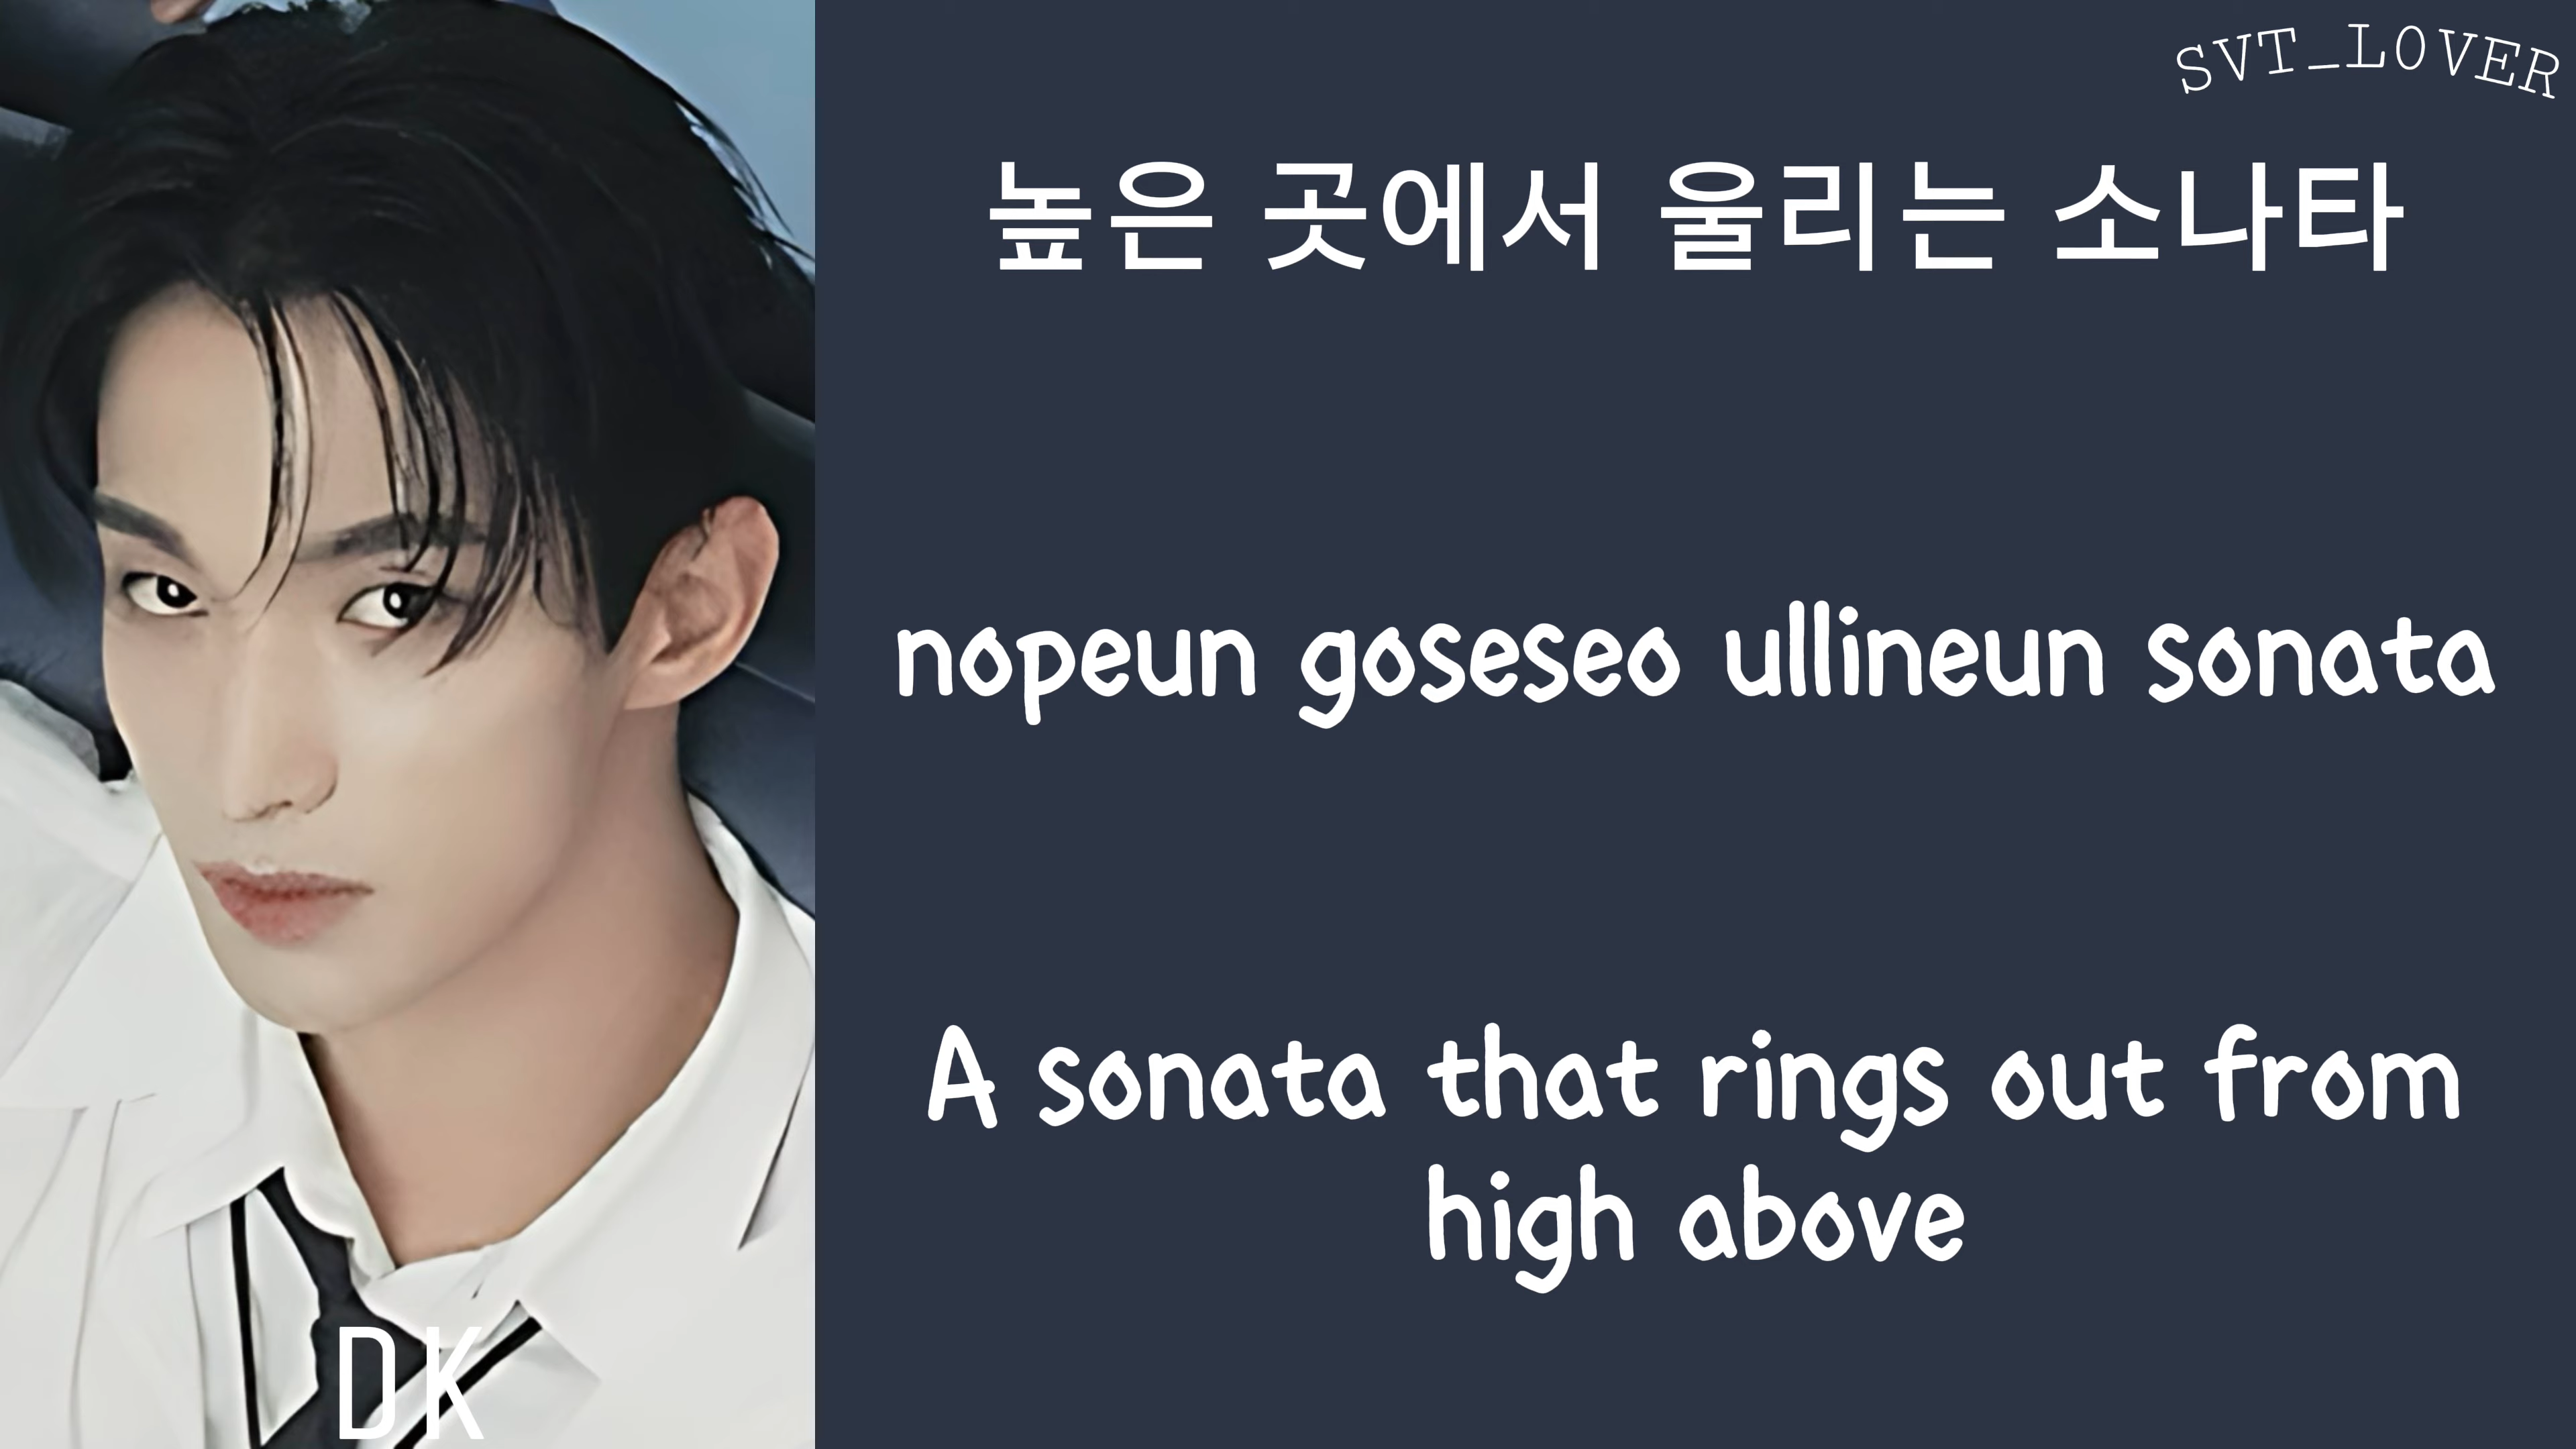 SVT_LOVER
높은 곳에서 울리는 소나타
nopeun goseseo ullineun sonata
A sonata that rings out from
high above
DK